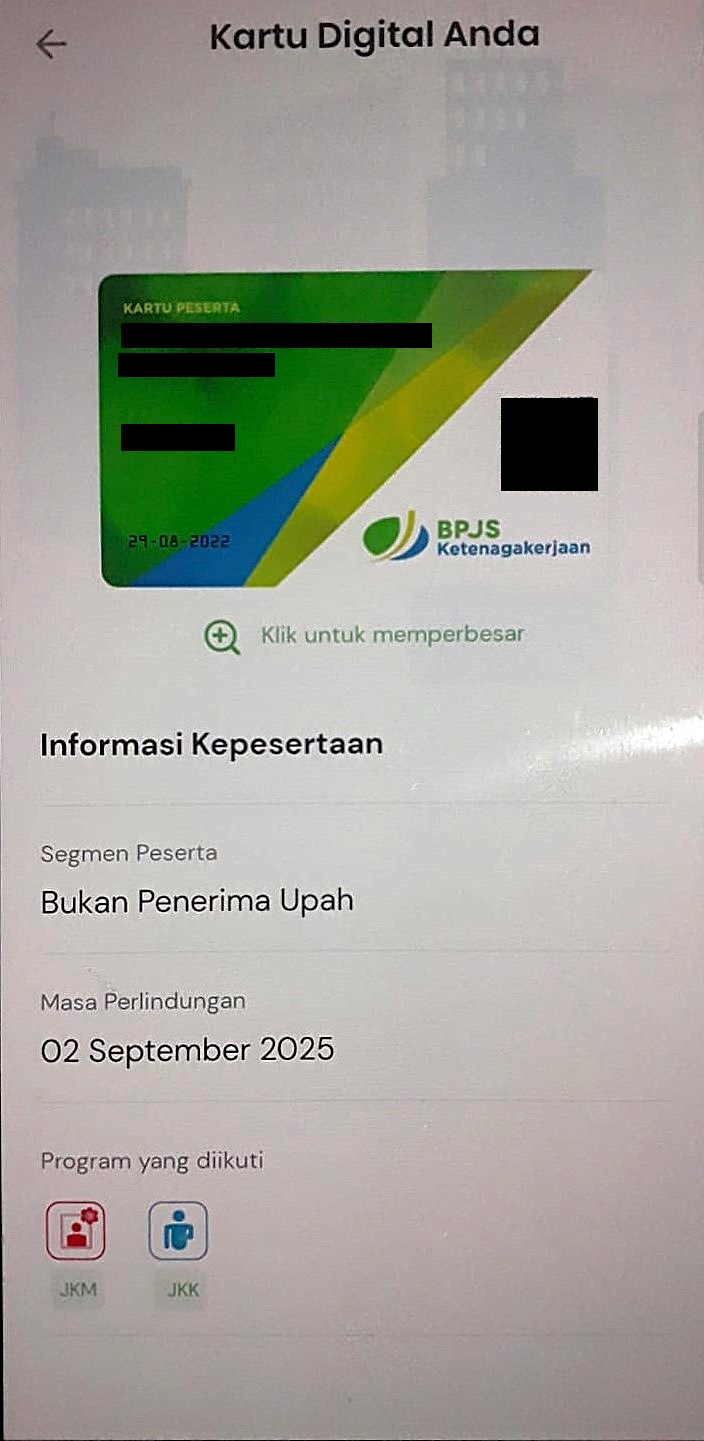 Kartu Digital Anda
KARTU PESERTA
29-08-2022
BPJS
Ketenagakerjaan
Klik untuk memperbesar
Informasi Kepesertaan
Segmen Peserta
Bukan Penerima Upah
Masa Perlindungan
02 September 2025
Program yang diikuti
JKM JKK